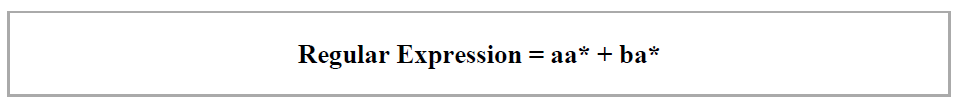 Regular Expression = aa* + ba*